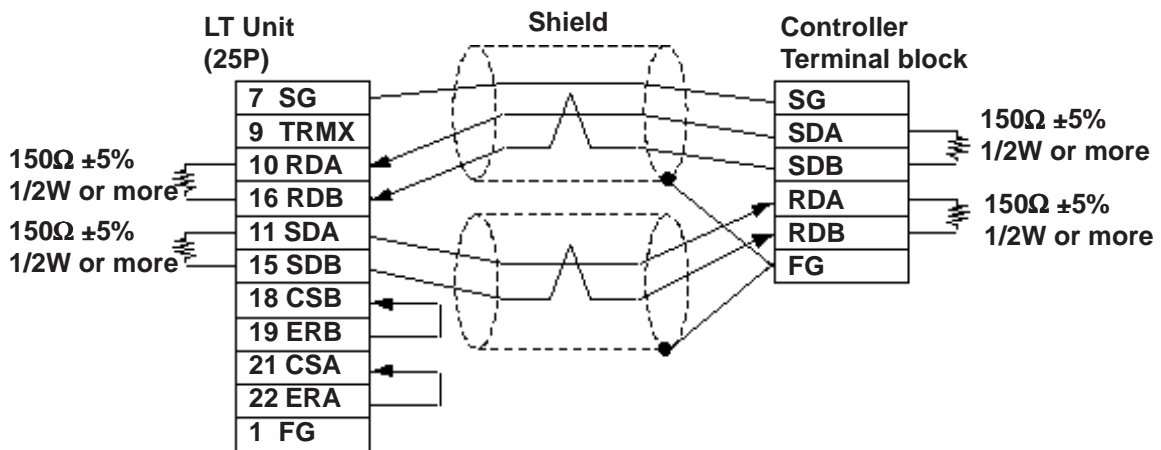 LT Unit
(25P)
Shield
Controller
Terminal block
7 SG
9 TRMX
10 RDA
16 RDB
11 SDA
15 SDB
18 CSB
19 ERB
21 CSA
22 ERA
1 FG
150Ω ±5%
1/2W or more
150Ω ±5%
1/2W or more
SG
SDA
SDB
RDA
RDB
FG
150Ω ±5%
1/2W or more
150Ω ±5%
1/2W or more